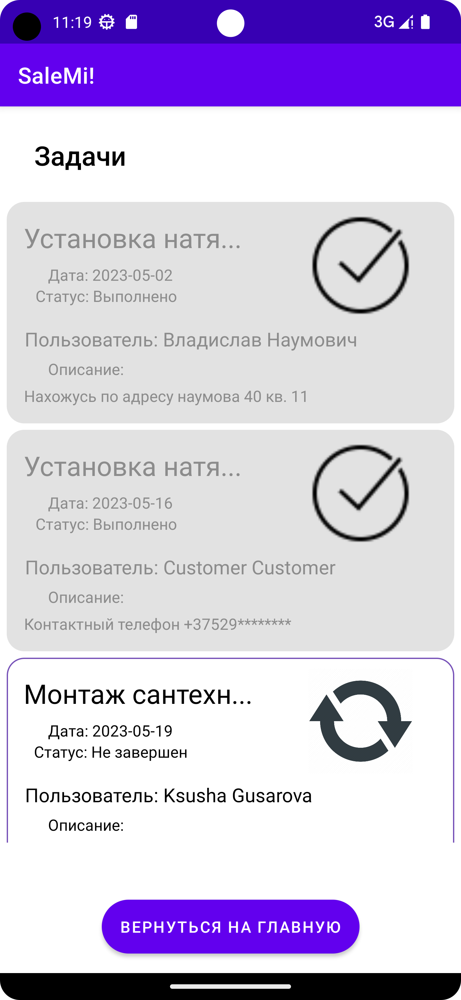 11:19
3G
SaleMi!
Задачи
Установка натя...
Дата: 2023-05-02
Статус: Выполнено
Пользователь: Владислав Наумович
Описание:
Нахожусь по адресу наумова 40 кв. 11
Установка натя...
Дата: 2023-05-16
Статус: Выполнено
Пользователь: Customer Customer
Описание:
Контактный телефон +37529********
Монтаж сантехн...
Дата: 2023-05-19
Статус: Не завершен
Пользователь: Ksusha Gusarova
Описание:
ВЕРНУТЬСЯ НА ГЛАВНУЮ